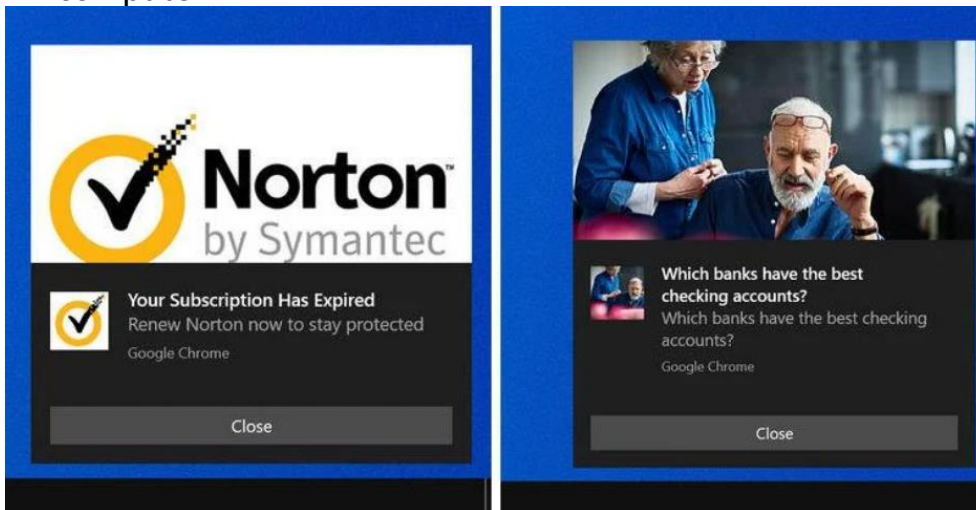 Norton™
by Symantec
Your Subscription Has Expired
Renew Norton now to stay protected
Google Chrome
Close
Which banks have the best
checking accounts?
Which banks have the best checking
accounts?
Google Chrome
Close